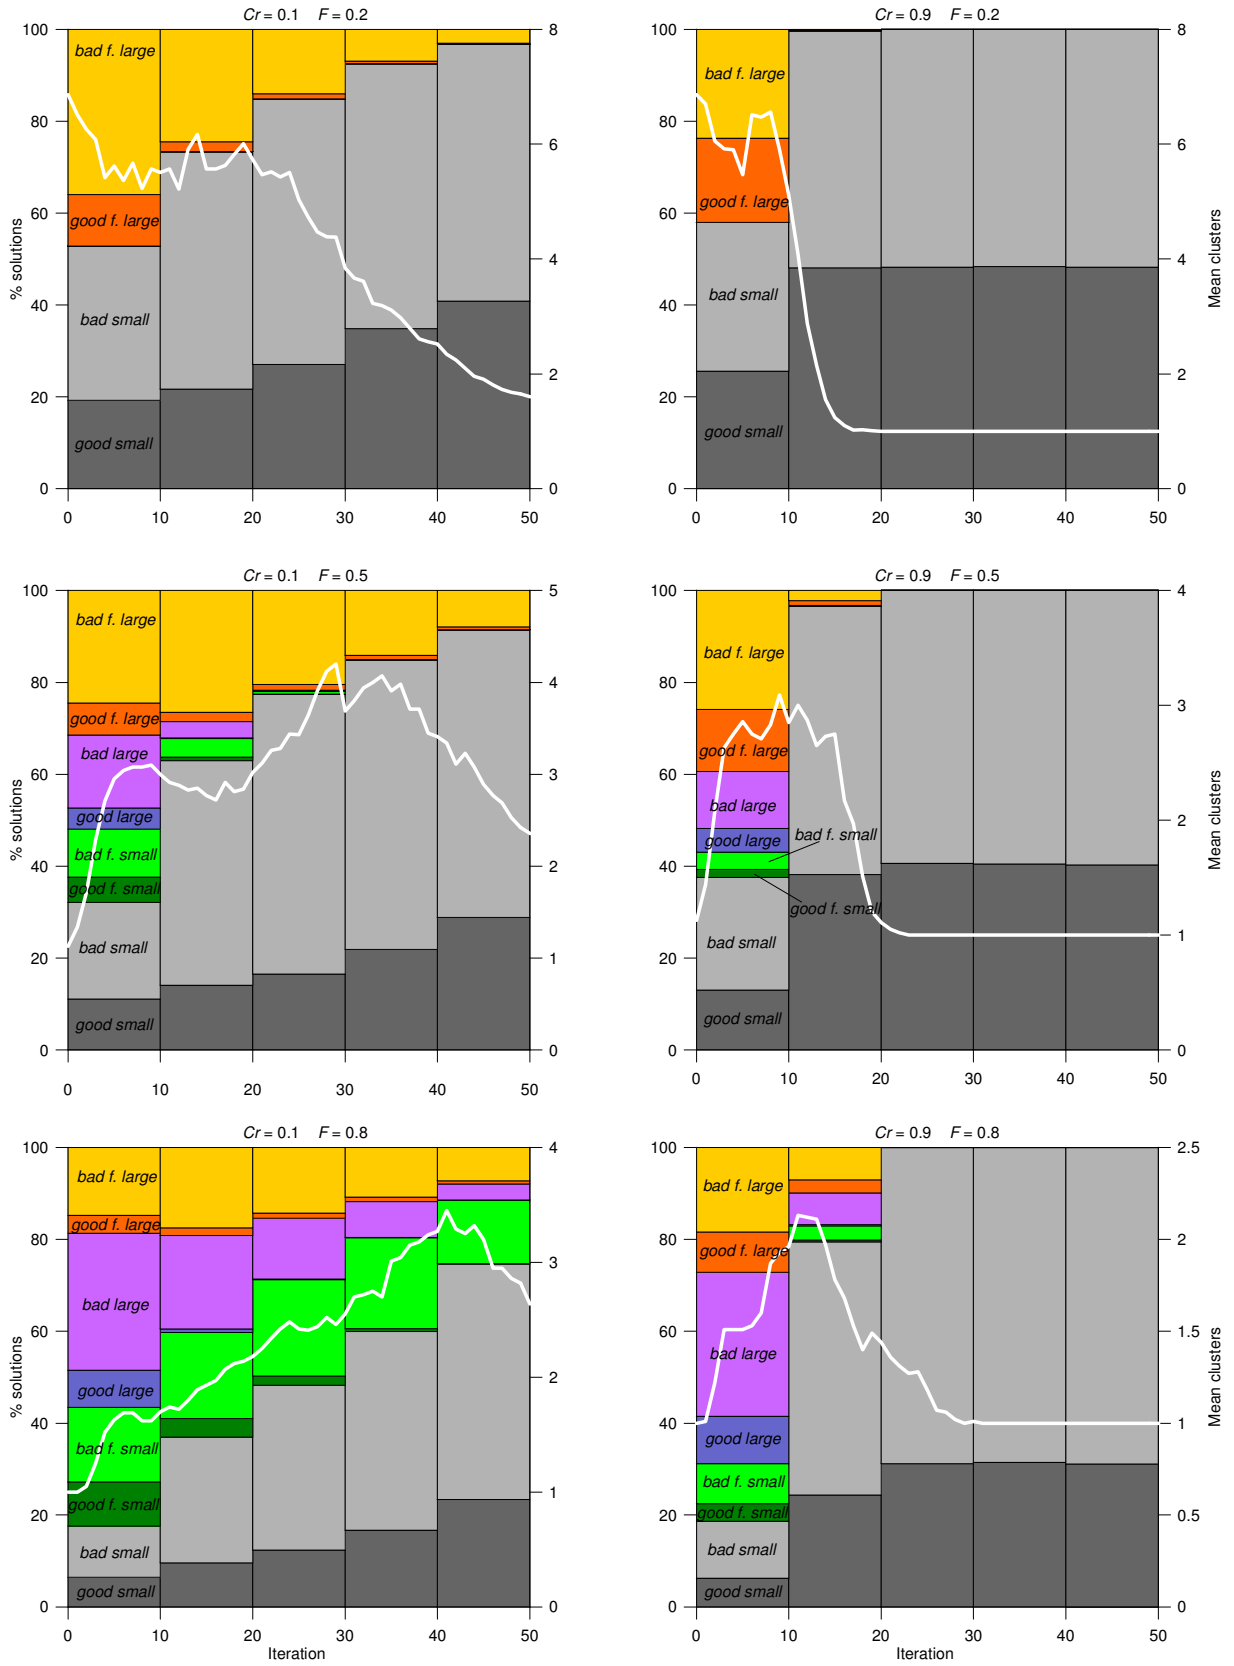 Cr = 0.1 F = 0.2
100
80
60
40
20
0
% solutions
bad f. large
good f. large
bad small
good small
8
6
4
2
0
0 10 20 30 40 50
Cr = 0.9 F = 0.2
100
80
60
40
20
0
bad f. large
good f. large
bad small
good small
8
6
4
2
0
Mean clusters
0 10 20 30 40 50
Cr = 0.1 F = 0.5
100
80
60
40
20
0
% solutions
bad f. large
good f. large
bad large
good large
bad f. small
good f. small
bad small
good small
5
4
3
2
1
0
0 10 20 30 40 50
Cr = 0.9 F = 0.5
100
80
60
40
20
0
bad f. large
good f. large
bad large
good large
bad f. small
good f. small
bad small
good small
4
3
2
1
0
Mean clusters
0 10 20 30 40 50
Cr = 0.1 F = 0.8
100
80
60
40
20
0
% solutions
bad f. large
good f. large
bad large
good large
bad f. small
good f. small
bad small
good small
4
3
2
1
0
0 10 20 30 40 50
Iteration
Cr = 0.9 F = 0.8
100
80
60
40
20
0
bad f. large
good f. large
bad large
good large
bad f. small
good f. small
bad small
good small
2.5
2
1.5
1
0.5
0
Mean clusters
0 10 20 30 40 50
Iteration